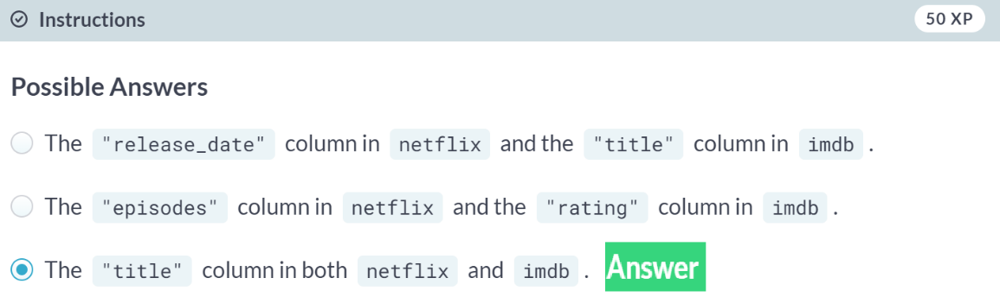 Instructions 50 XP
Possible Answers
The "release_date" column in netflix and the "title" column in imdb .
The "episodes" column in netflix and the "rating" column in imdb .
The "title" column in both netflix and imdb . Answer